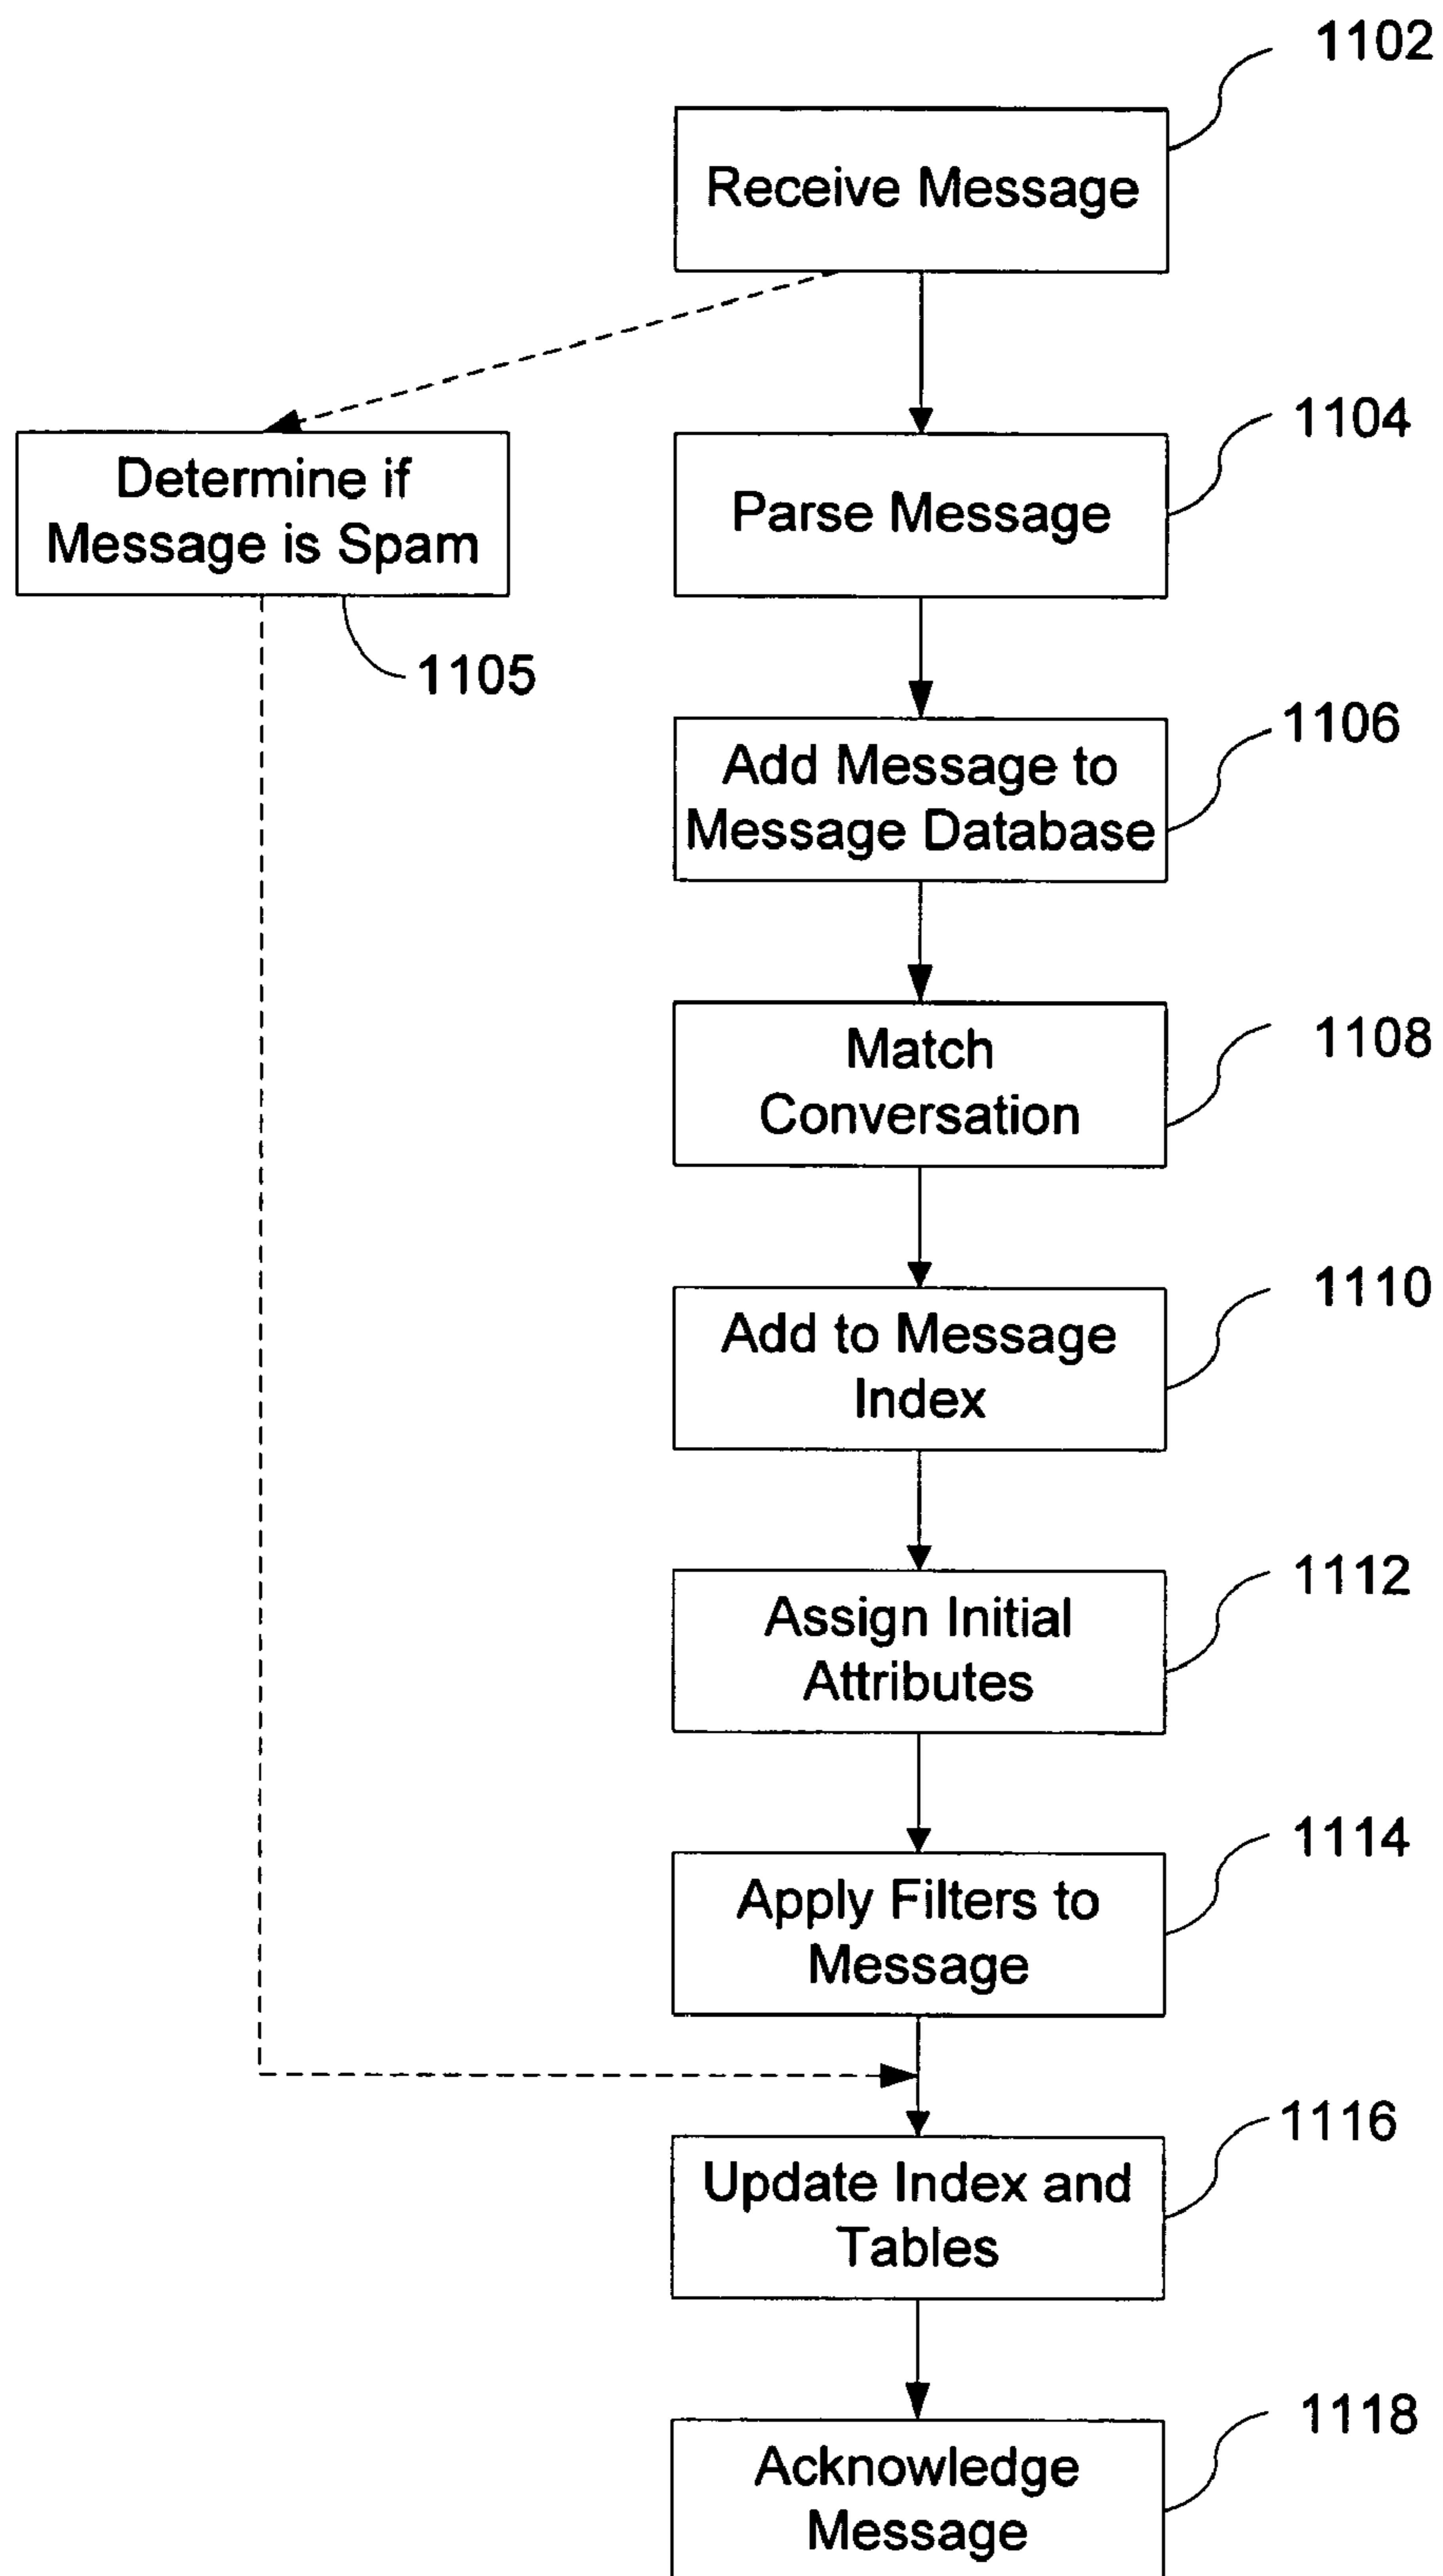 1102
Receive Message
1104
Parse Message
Determine if
Message is Spam
1105
1106
Add Message to
Message Database
1108
Match
Conversation
1110
Add to Message
Index
1112
Assign Initial
Attributes
1114
Apply Filters to
Message
1116
Update Index and
Tables
1118
Acknowledge
Message